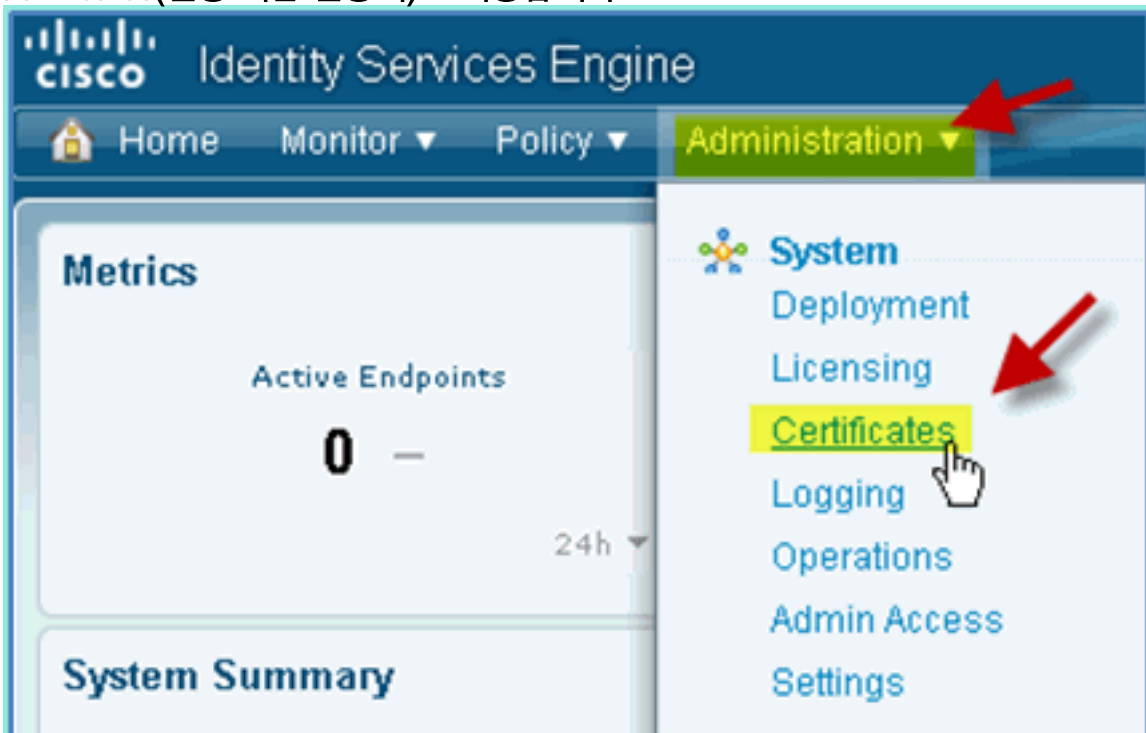 CISCO Identity Services Engine
Home Monitor ▾ Policy ▾ Administration ▾
Metrics
Active Endpoints
0 –
24h ▾
System Summary
System
Deployment
Licensing
Certificates
Logging
Operations
Admin Access
Settings